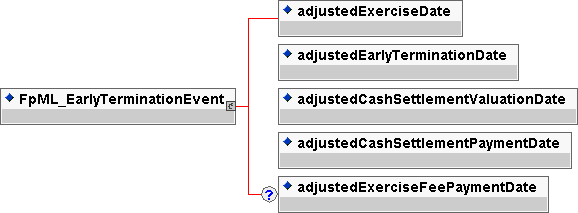 adjustedExerciseDate
adjustedEarlyTerminationDate
FpML_EarlyTerminationEvent
adjustedCashSettlementValuationDate
adjustedCashSettlementPaymentDate
? adjustedExerciseFeePaymentDate